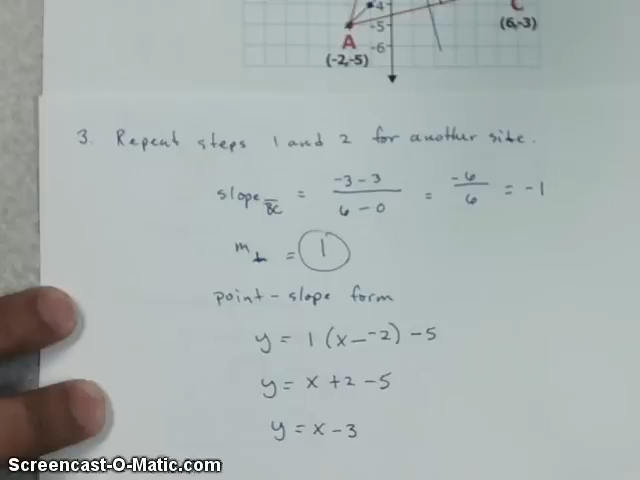 -4
-5
-6
A
(-2,-5)
C
(6,-3)
3. Repeat steps 1 and 2 for another side.
slope BC = -3-3 / 6-0 = -6/6 = -1
m⊥ = 1
point-slope form
y = 1(x--2)-5
y = x+2-5
y = x-3
Screencast-O-Matic.com